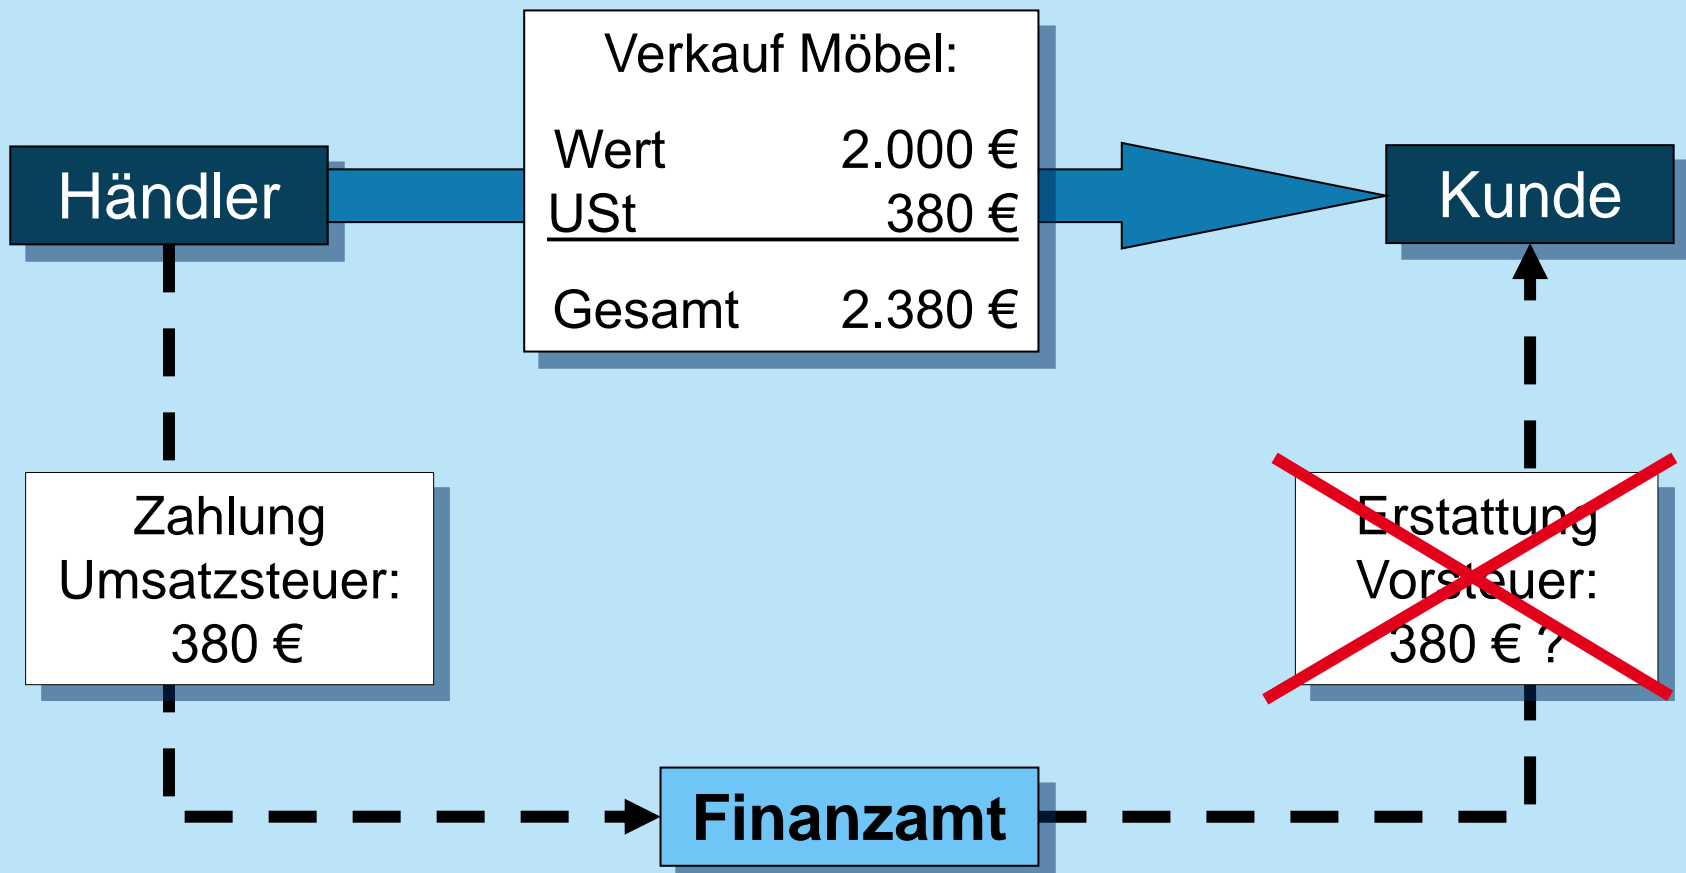 Verkauf Möbel:
Wert 2.000 €
USt 380 €
Gesamt 2.380 €
Händler
Kunde
Zahlung
Umsatzsteuer:
380 €
Erstattung
Vorsteuer:
380 € ?
Finanzamt